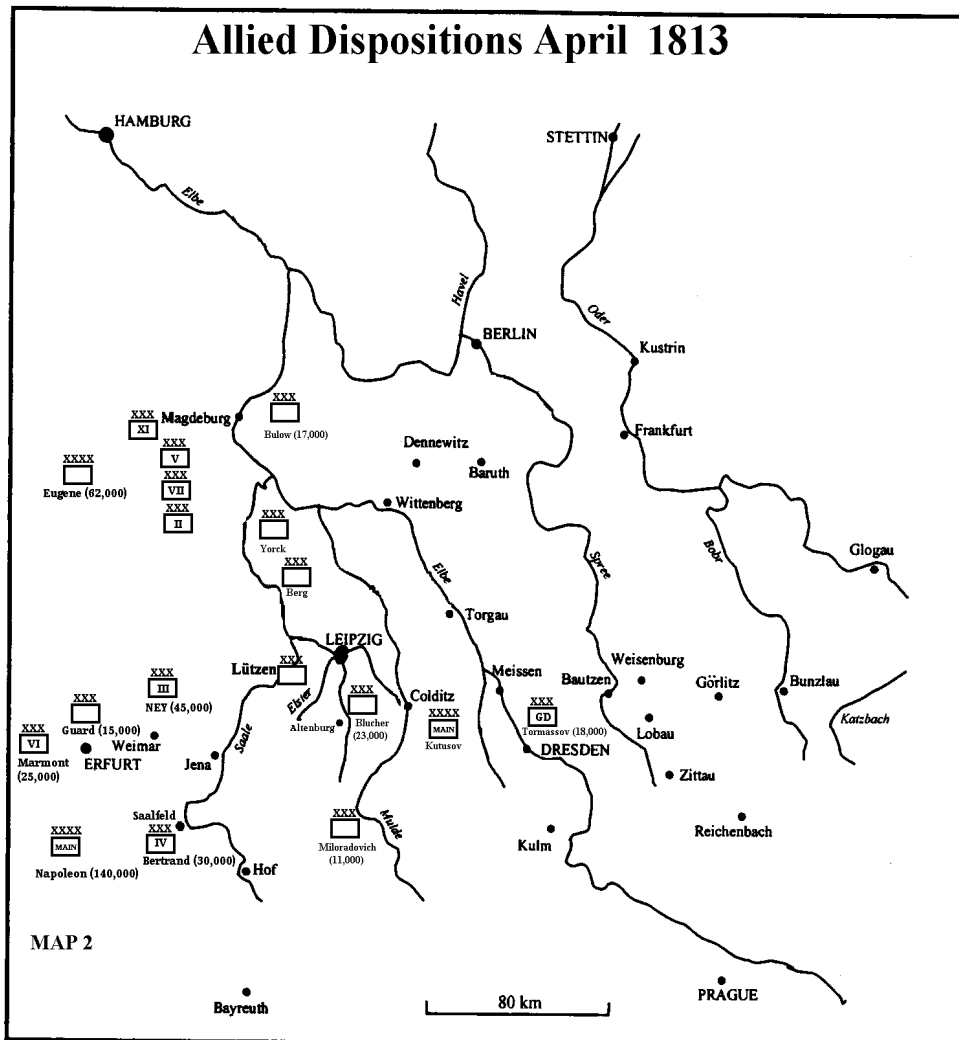 Allied Dispositions April 1813
HAMBURG
STETTIN
Elbe
Havel
Oder
BERLIN
Kustrin
XXX
XXX
Magdeburg
XI
Bulow (17,000)
Frankfurt
XXX
V
Dennewitz
XXXX
Baruth
Eugene (62,000)
XXX
VII
XXX
II
Wittenberg
XXX
Yorck
Bobr
Glogau
XXX
Berg
Elbe
Spree
Torgau
LEIPZIG
XXX
Lützen
Weisenburg
Meissen
Bautzen
Görlitz
Bunzlau
XXX
III
NEY (45,000)
Elster
XXX
Blucher
(23,000)
Altenburg
Colditz
XXXX
MAIN
Kutusov
XXX
GD
Tormassov (18,000)
Lobau
Katzbach
XXX
Guard (15,000)
XXX
VI
Marmont
(25,000)
ERFURT
Weimar
Jena
Saale
DRESDEN
Zittau
Saalfeld
XXX
IV
Bertrand (30,000)
XXXX
MAIN
Napoleon (140,000)
XXX
Miloradovich
(11,000)
Mulde
Kulm
Reichenbach
Hof
MAP 2
Bayreuth
80 km
PRAGUE